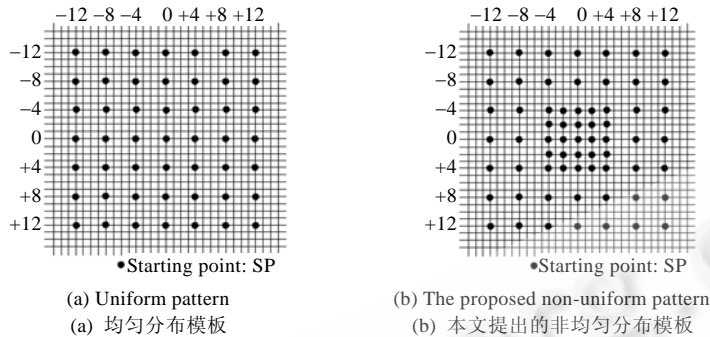 −12 −8 −4 0 +4 +8 +12
−12
−8
−4
0
+4
+8
+12
•Starting point: SP
(a) Uniform pattern
(a) 均匀分布模板
−12 −8 −4 0 +4 +8 +12
−12
−8
−4
0
+4
+8
+12
•Starting point: SP
(b) The proposed non-uniform pattern
(b) 本文提出的非均匀分布模板